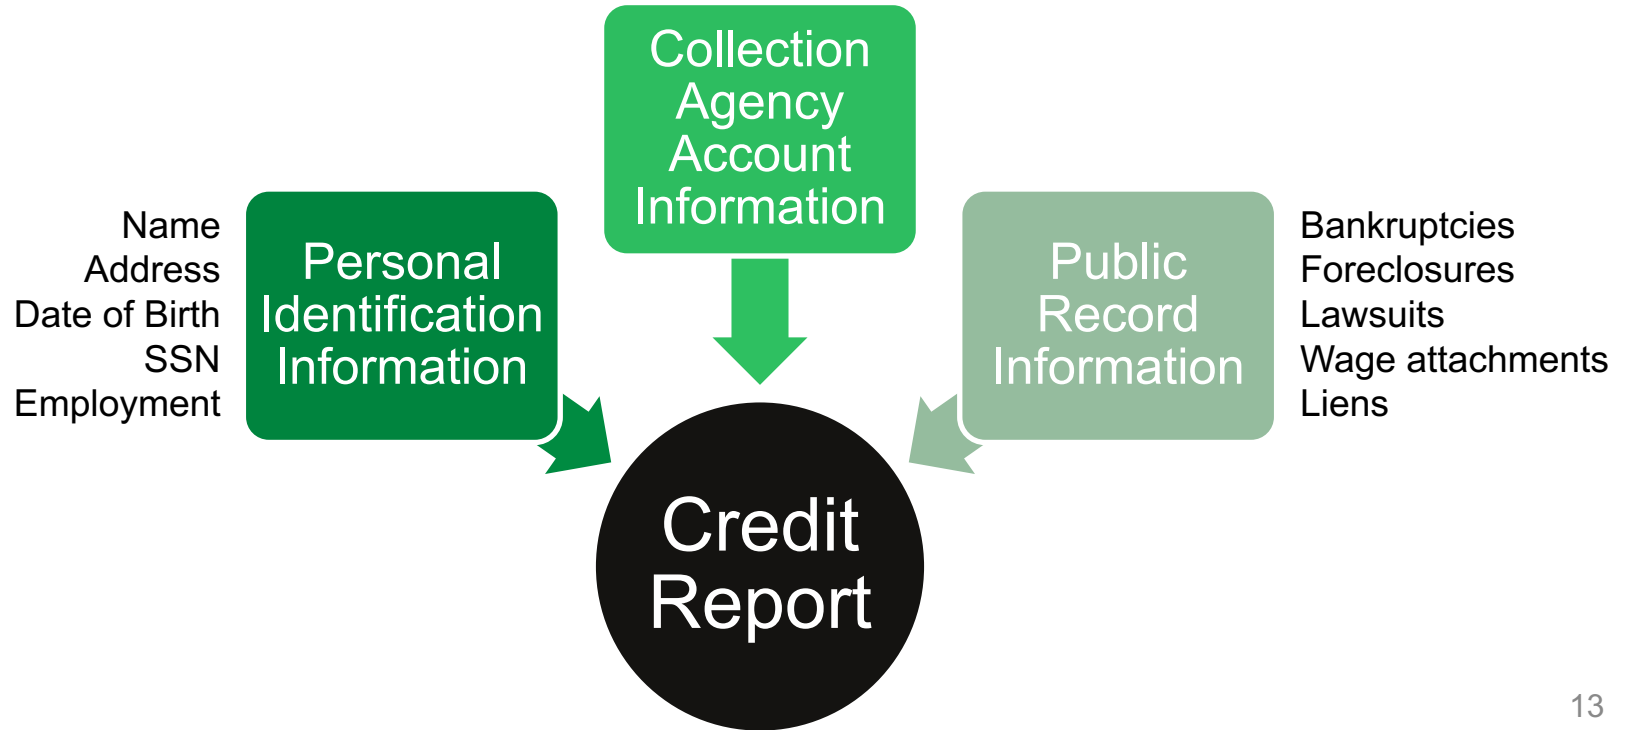 Collection
Agency
Account
Information
Name
Address
Date of Birth
SSN
Employment
Personal
Identification
Information
Public
Record
Information
Bankruptcies
Foreclosures
Lawsuits
Wage attachments
Liens
Credit
Report
13